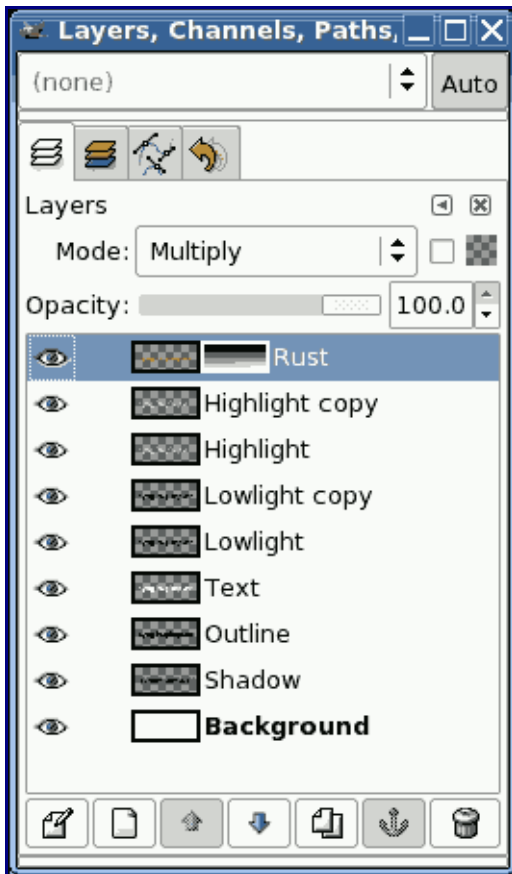 Layers, Channels, Paths,
(none)
Auto
Layers
Mode: Multiply
Opacity: 100.0
Rust
Highlight copy
Highlight
Lowlight copy
Lowlight
Text
Outline
Shadow
Background